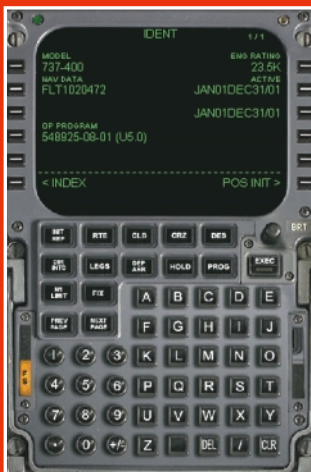 IDENT 1/1
MODEL ENG RATING
737-400 23.5K
NAV DATA ACTIVE
FLT1020472 JAN01DEC31/01
JAN01DEC31/01
OP PROGRAM
548925-08-01 (U5.0)
< INDEX POS INIT >
BRT
INIT REF RTE CLB CRZ DES
DIR INTC LEGS DEP ARR HOLD PROG EXEC
N1 LIMIT FIX
PREV PAGE NEXT PAGE
A B C D E
F G H I J
1 2 3 K L M N O
4 5 6 P Q R S T
7 8 9 U V W X Y
. 0 +/- Z DEL / CLR